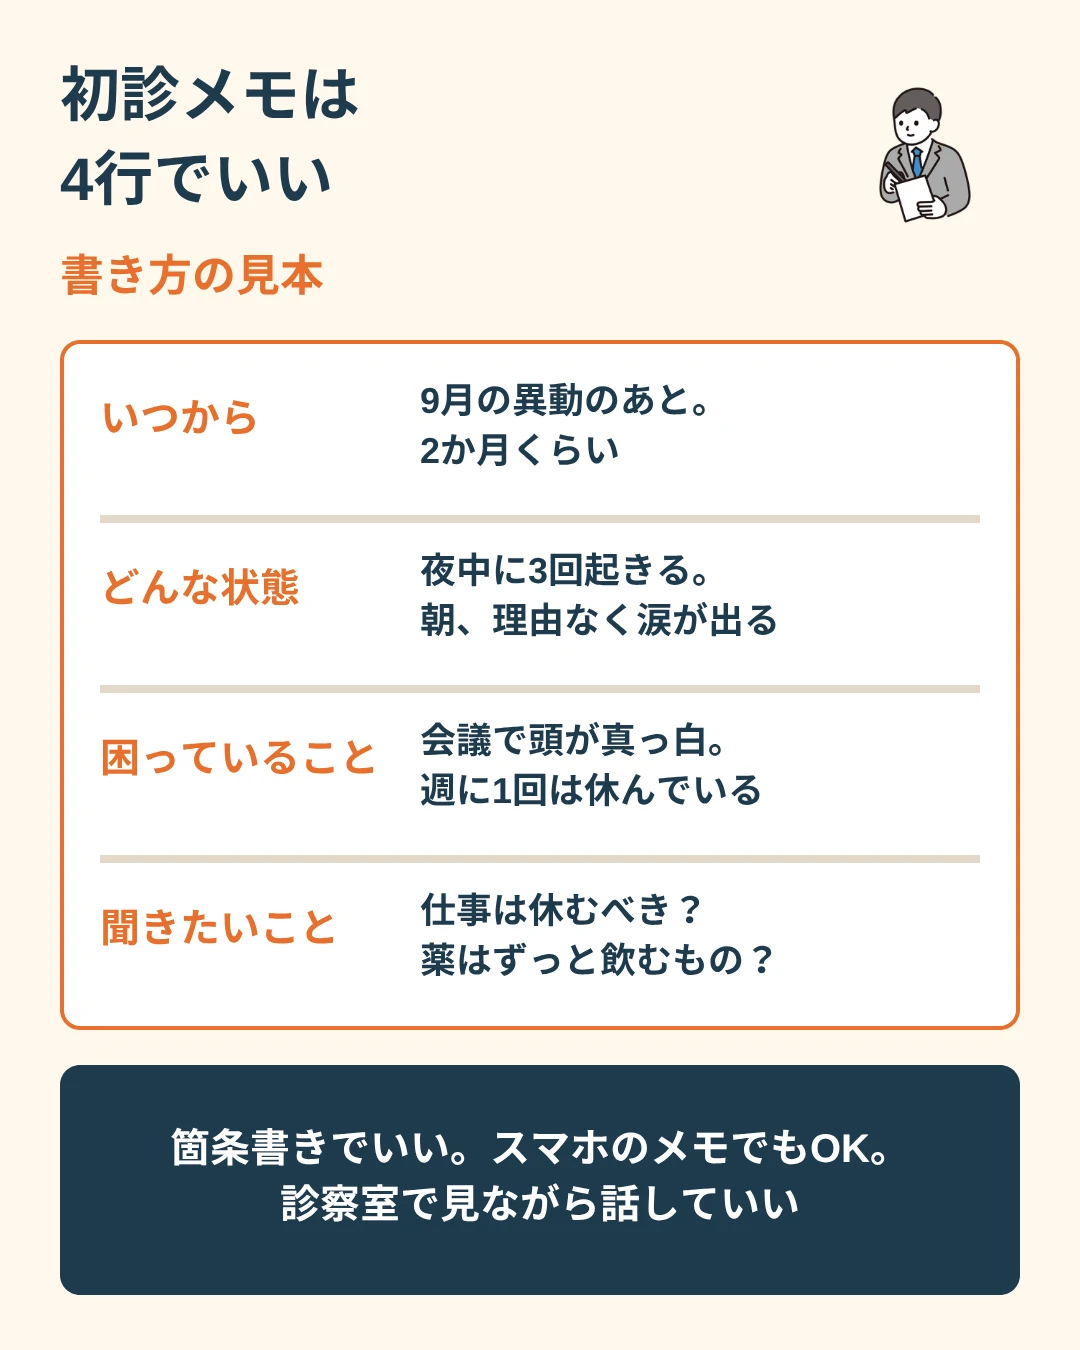 初診メモは
4行でいい
書き方の見本
いつから
9月の異動のあと。
2か月くらい
どんな状態
夜中に3回起きる。
朝、理由なく涙が出る
困っていること
会議で頭が真っ白。
週に1回は休んでいる
聞きたいこと
仕事は休むべき？
薬はずっと飲むもの？
箇条書きでいい。スマホのメモでもOK。
診察室で見ながら話していい